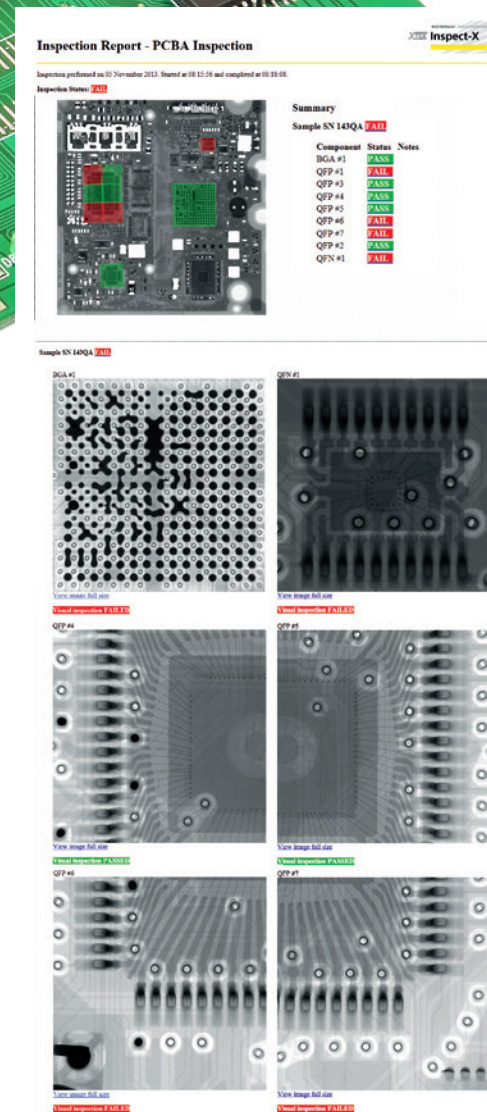 XTEK Inspect-X
Inspection Report - PCBA Inspection
Inspection performed on 05 November 2013. Started at 08:15:56 and completed at 08:18:08.
Inspection Status: FAIL
Summary
Sample SN 143QA FAIL
Component Status Notes
BGA #1 PASS
QFP #1 FAIL
QFP #3 PASS
QFP #4 PASS
QFP #5 PASS
QFP #6 FAIL
QFP #7 FAIL
QFP #2 PASS
QFN #1 FAIL
Sample SN 143QA FAIL
BGA #1
QFN #1
View image full size
View image full size
Visual inspection FAILED
Visual inspection FAILED
QFP #4
QFP #5
View image full size
View image full size
Visual inspection PASSED
Visual inspection PASSED
QFP #6
QFP #7
View image full size
View image full size
Visual inspection FAILED
Visual inspection FAILED